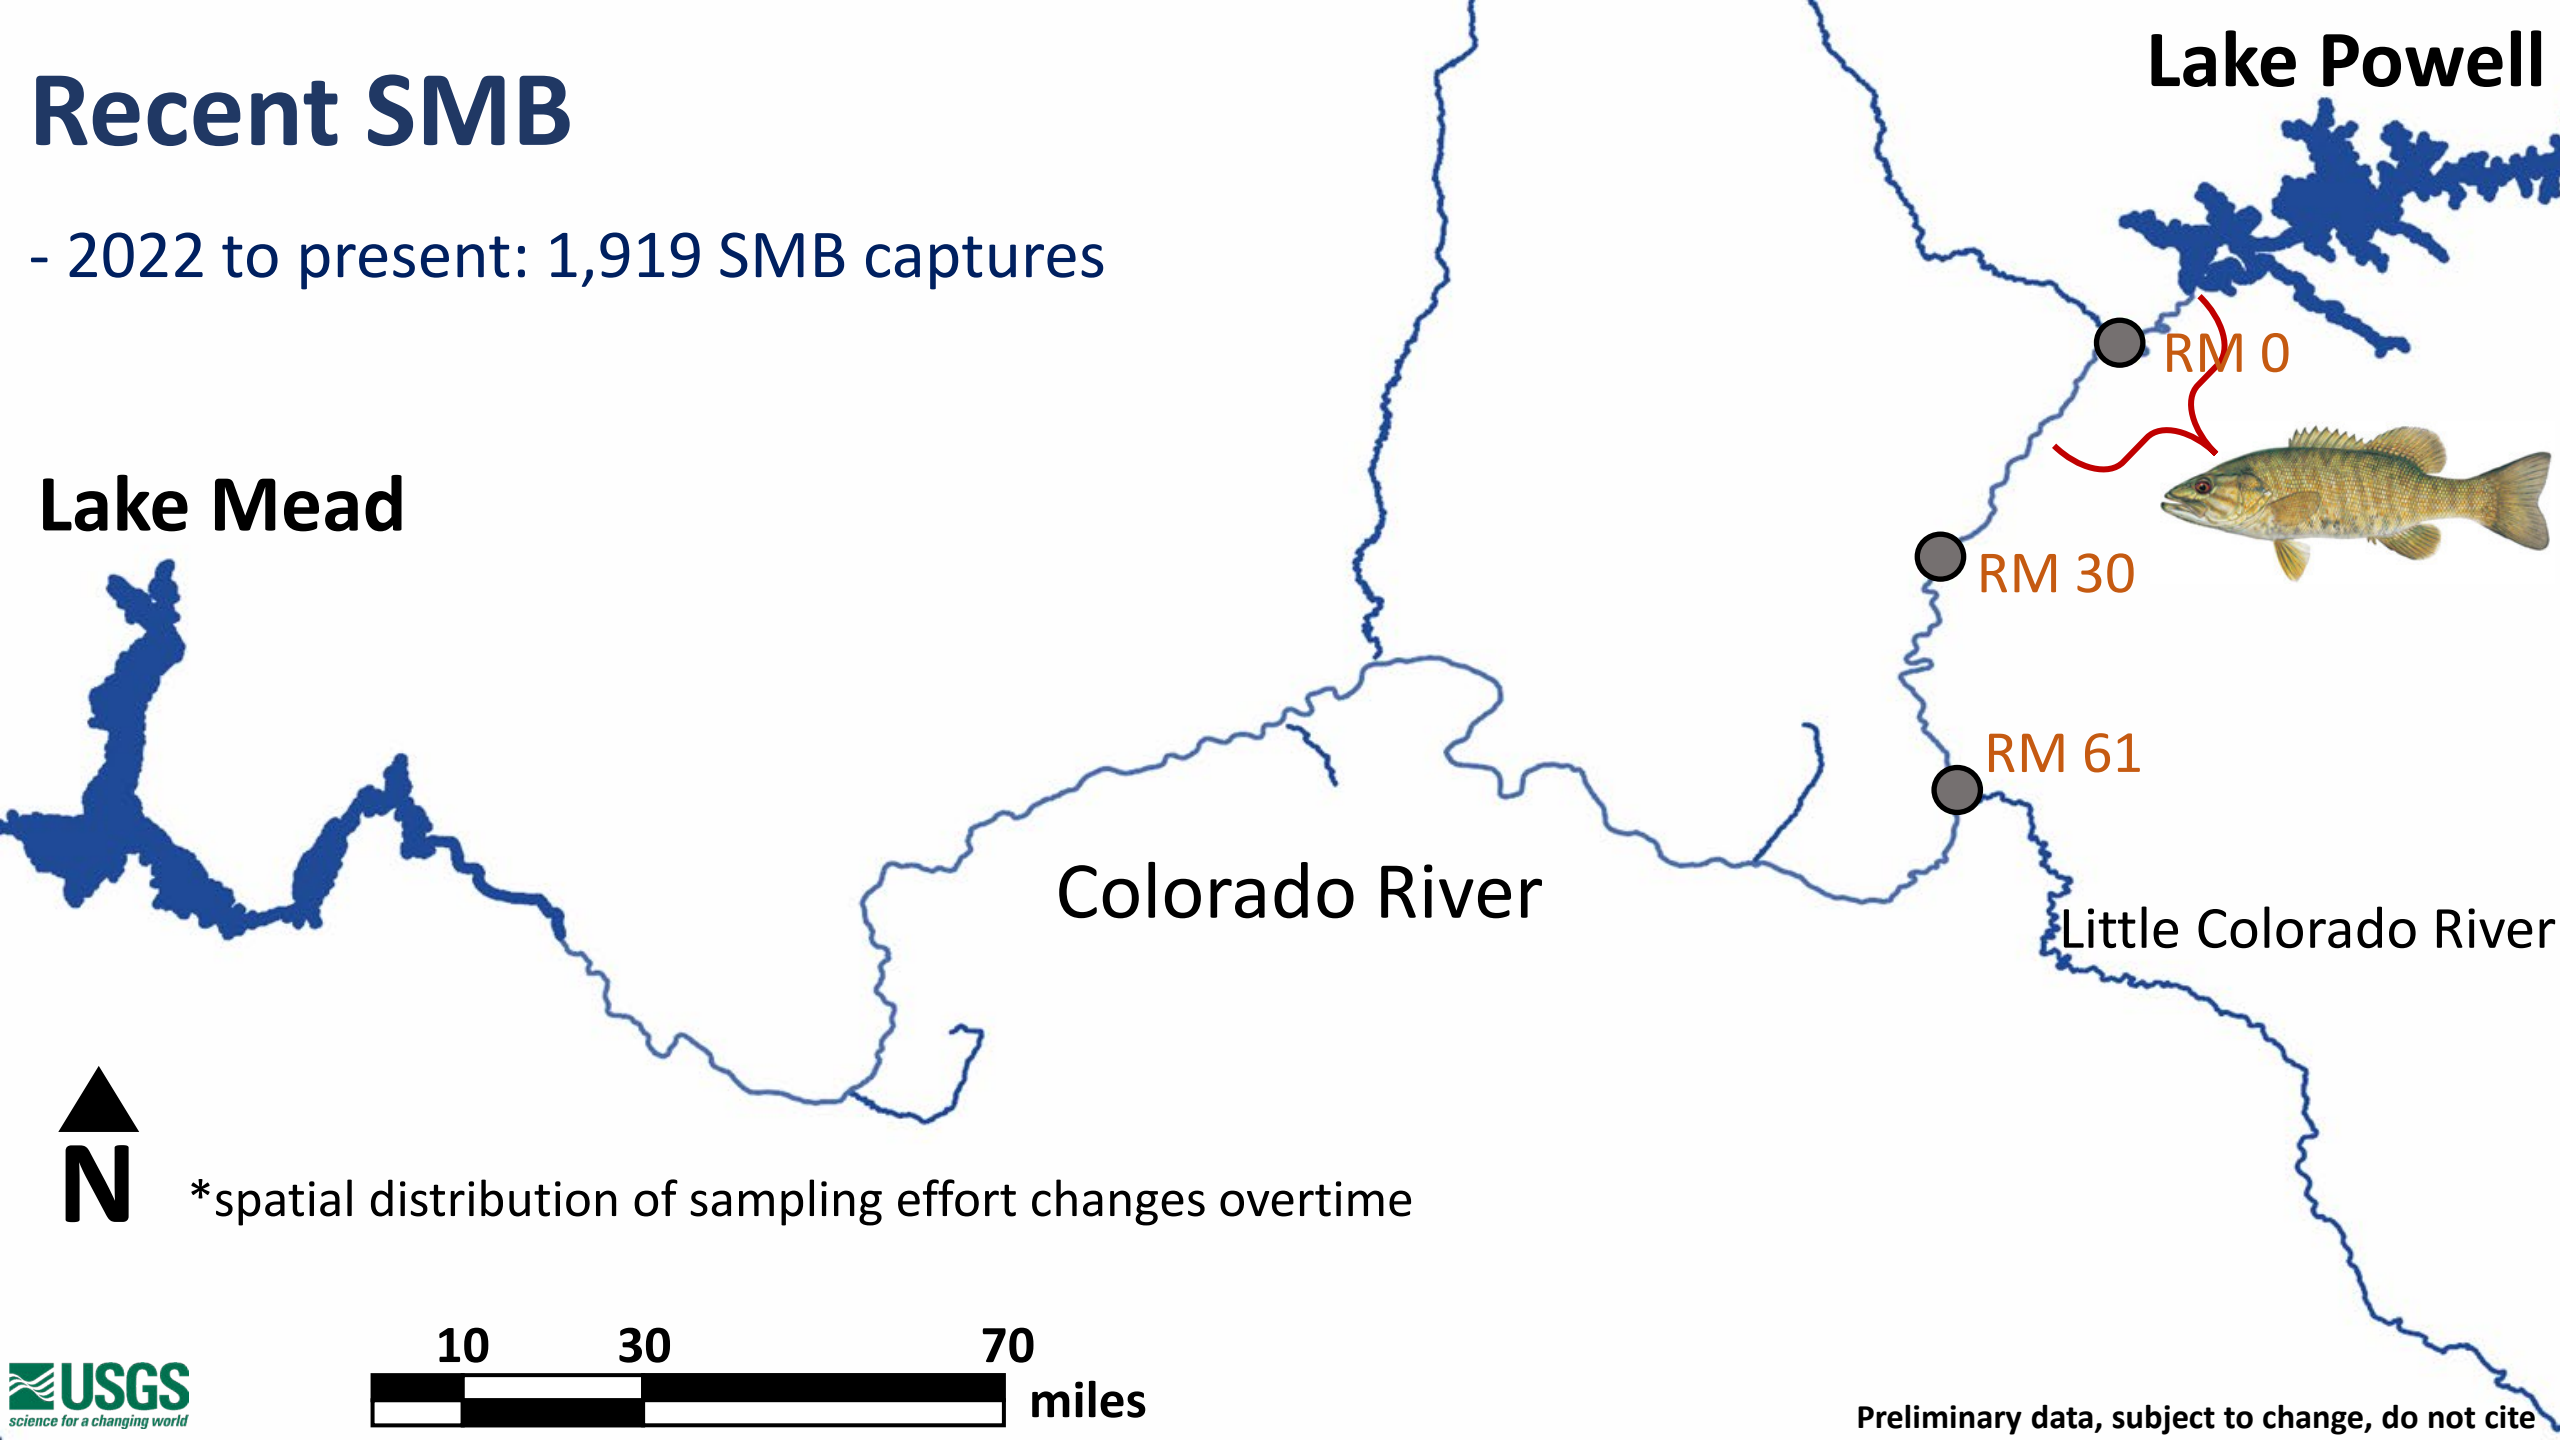 Recent SMB
- 2022 to present: 1,919 SMB captures
Lake Powell
RM 0
Lake Mead
RM 30
RM 61
Colorado River
Little Colorado River
N
*spatial distribution of sampling effort changes overtime
10 30 70
miles
USGS
science for a changing world
Preliminary data, subject to change, do not cite